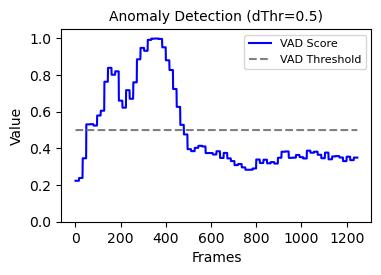 Anomaly Detection (dThr=0.5)
VAD Score
VAD Threshold
Value
1.0
0.8
0.6
0.4
0.2
0.0
0 200 400 600 800 1000 1200
Frames